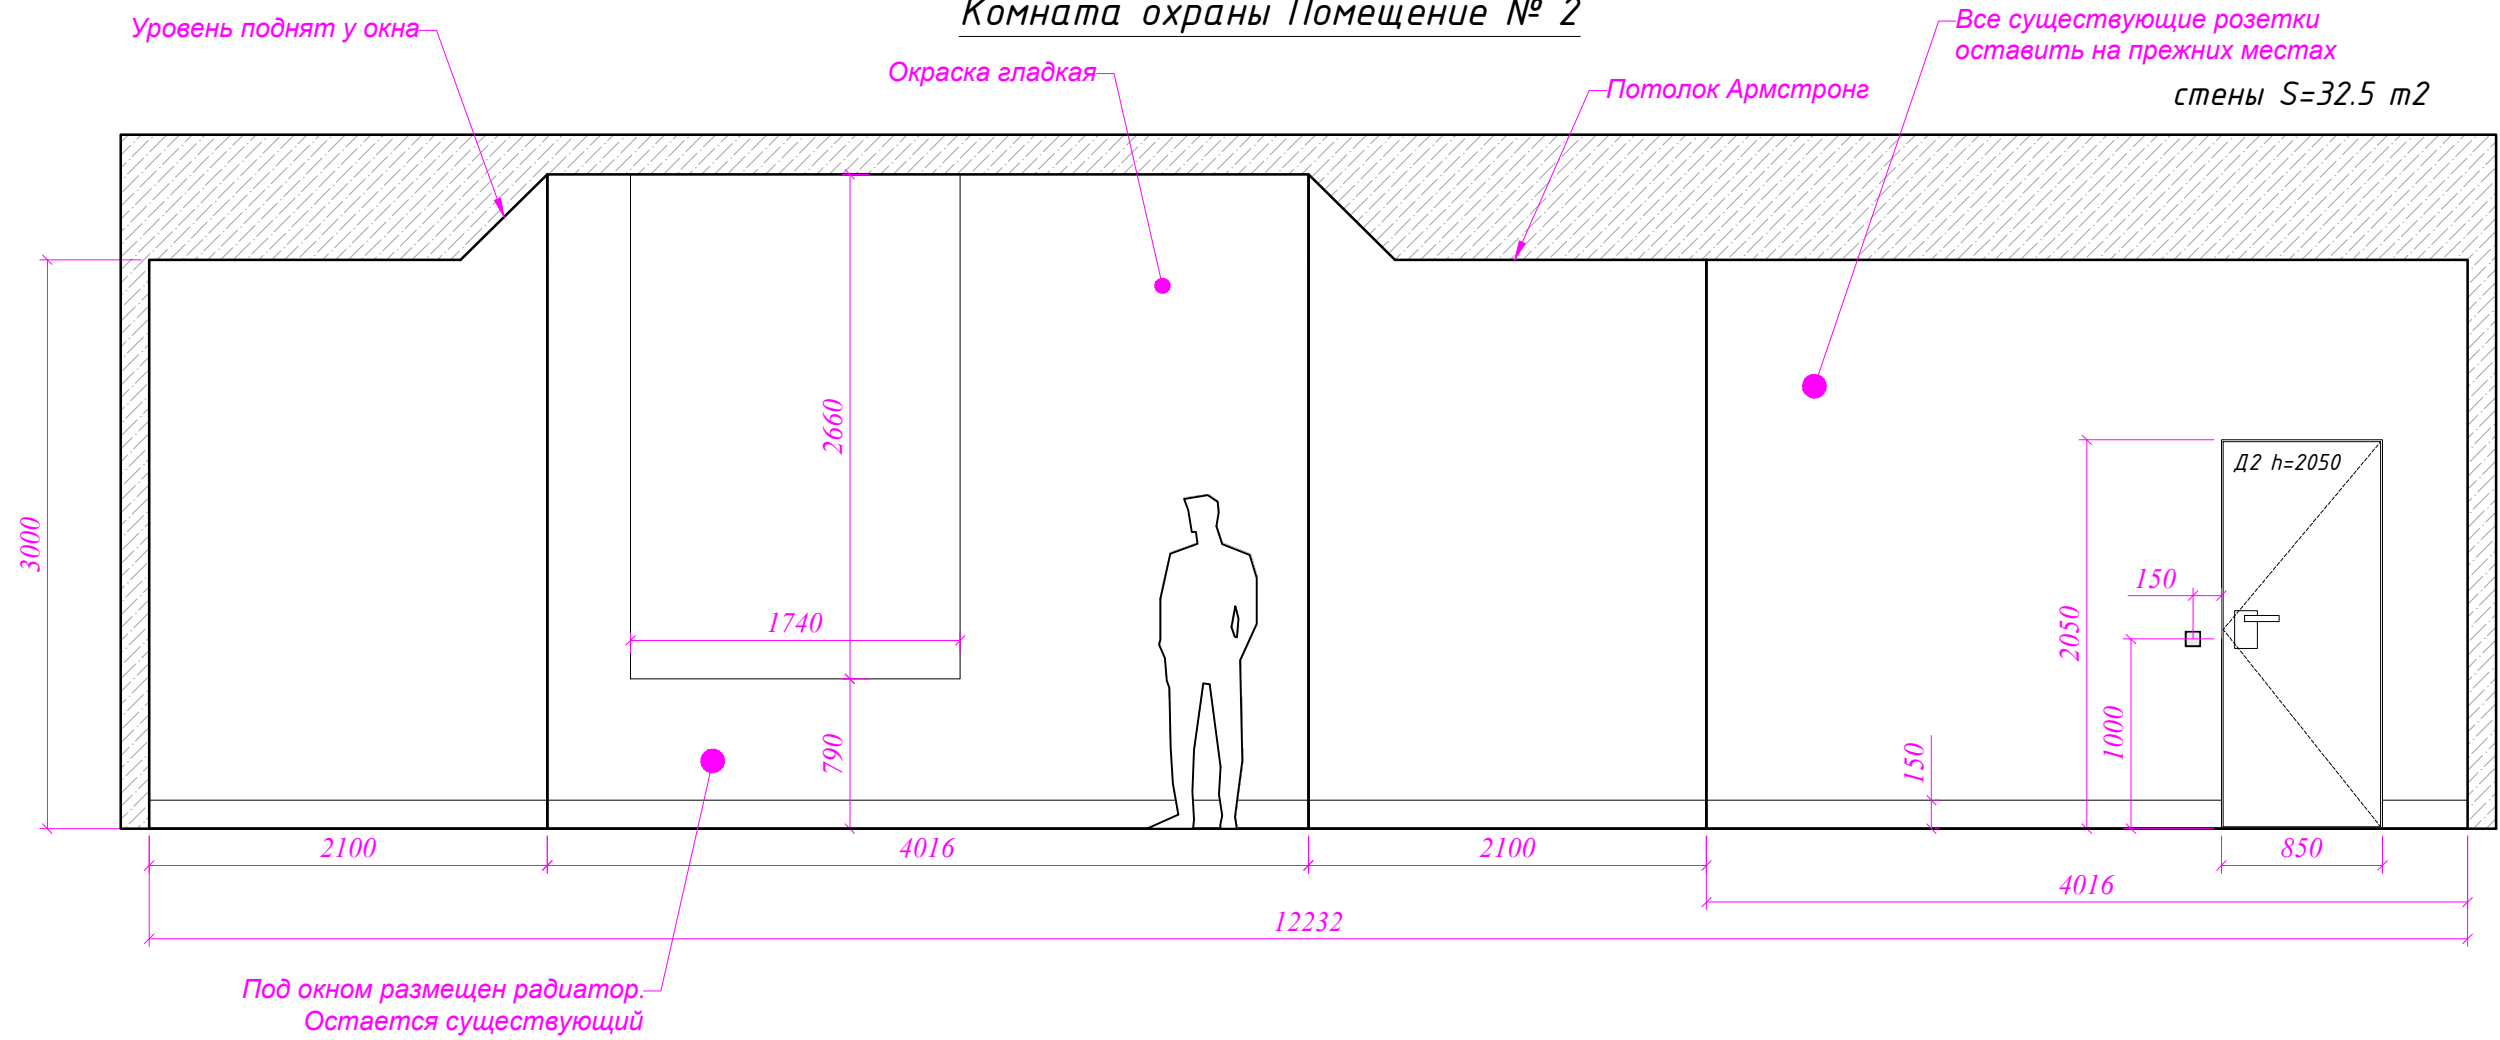 Комната охраны Помещение № 2
Уровень поднят у окна
Все существующие розетки
оставить на прежних местах
Окраска гладкая
Потолок Армстронг
стены S=32.5 m2
2660
Д2 h=2050
3000
150
1740
2050
1000
790
150
2100
4016
2100
850
4016
12232
Под окном размещен радиатор.
Остается существующий